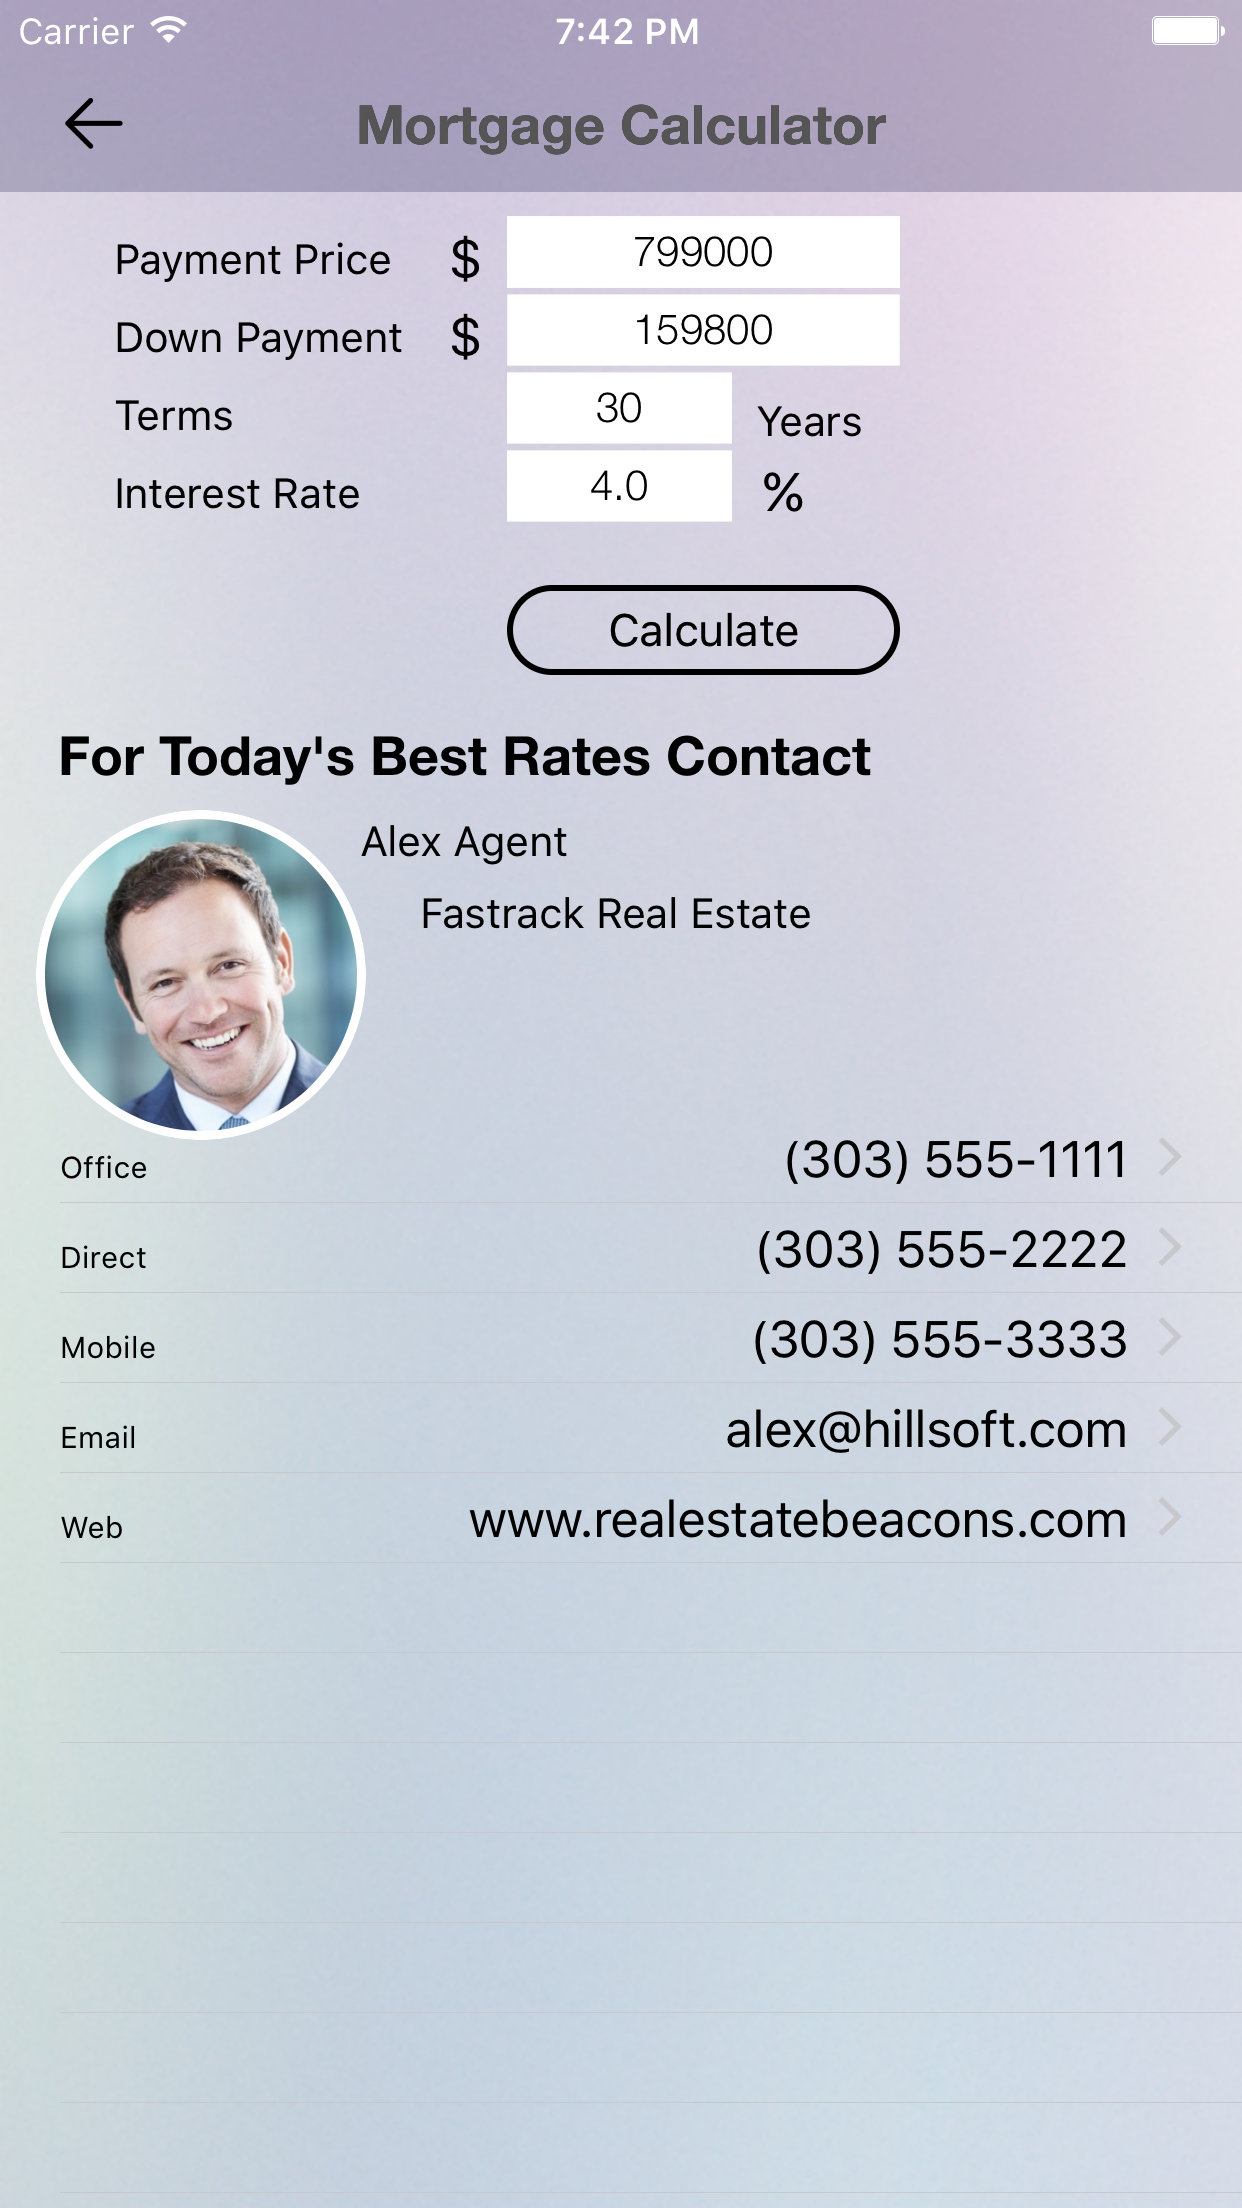 Carrier 7:42 PM
Mortgage Calculator
Payment Price $ 799000
Down Payment $ 159800
Terms 30 Years
Interest Rate 4.0 %
Calculate
For Today's Best Rates Contact
Alex Agent
Fastrack Real Estate
Office (303) 555-1111
Direct (303) 555-2222
Mobile (303) 555-3333
Email alex@hillsoft.com
Web www.realestatebeacons.com